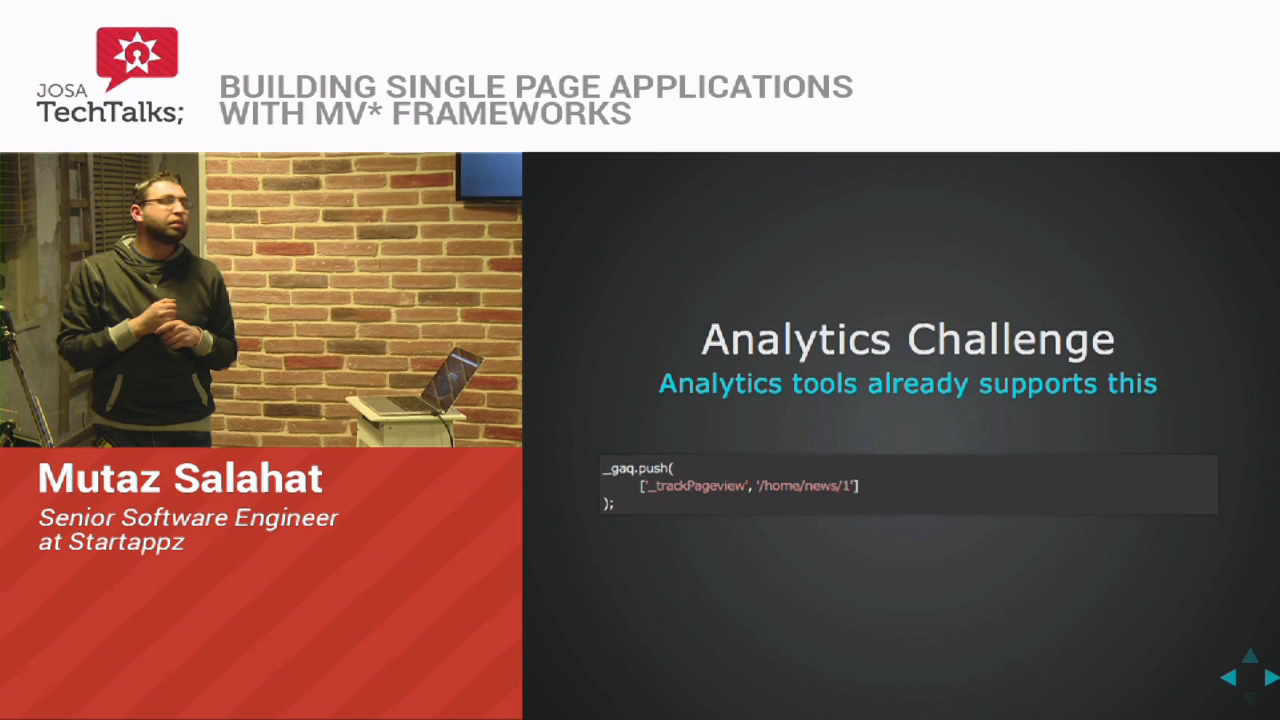 JOSA
TechTalks;
BUILDING SINGLE PAGE APPLICATIONS
WITH MV* FRAMEWORKS
Mutaz Salahat
Senior Software Engineer
at Startappz
Analytics Challenge
Analytics tools already supports this
_gaq.push(
['_trackPageview', '/home/news/1']
);